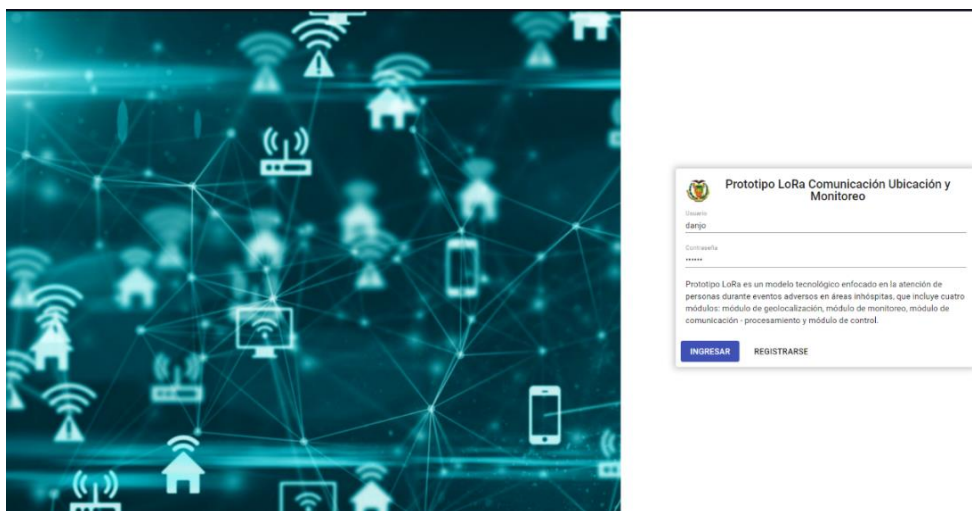 Prototipo LoRa Comunicación Ubicación y
Monitoreo
Usuario
danjo
Contraseña
••••••
Prototipo LoRa es un modelo tecnológico enfocado en la atención de
personas durante eventos adversos en áreas inhóspitas, que incluye cuatro
módulos: módulo de geolocalización, módulo de monitoreo, módulo de
comunicación - procesamiento y módulo de control.
INGRESAR REGISTRARSE